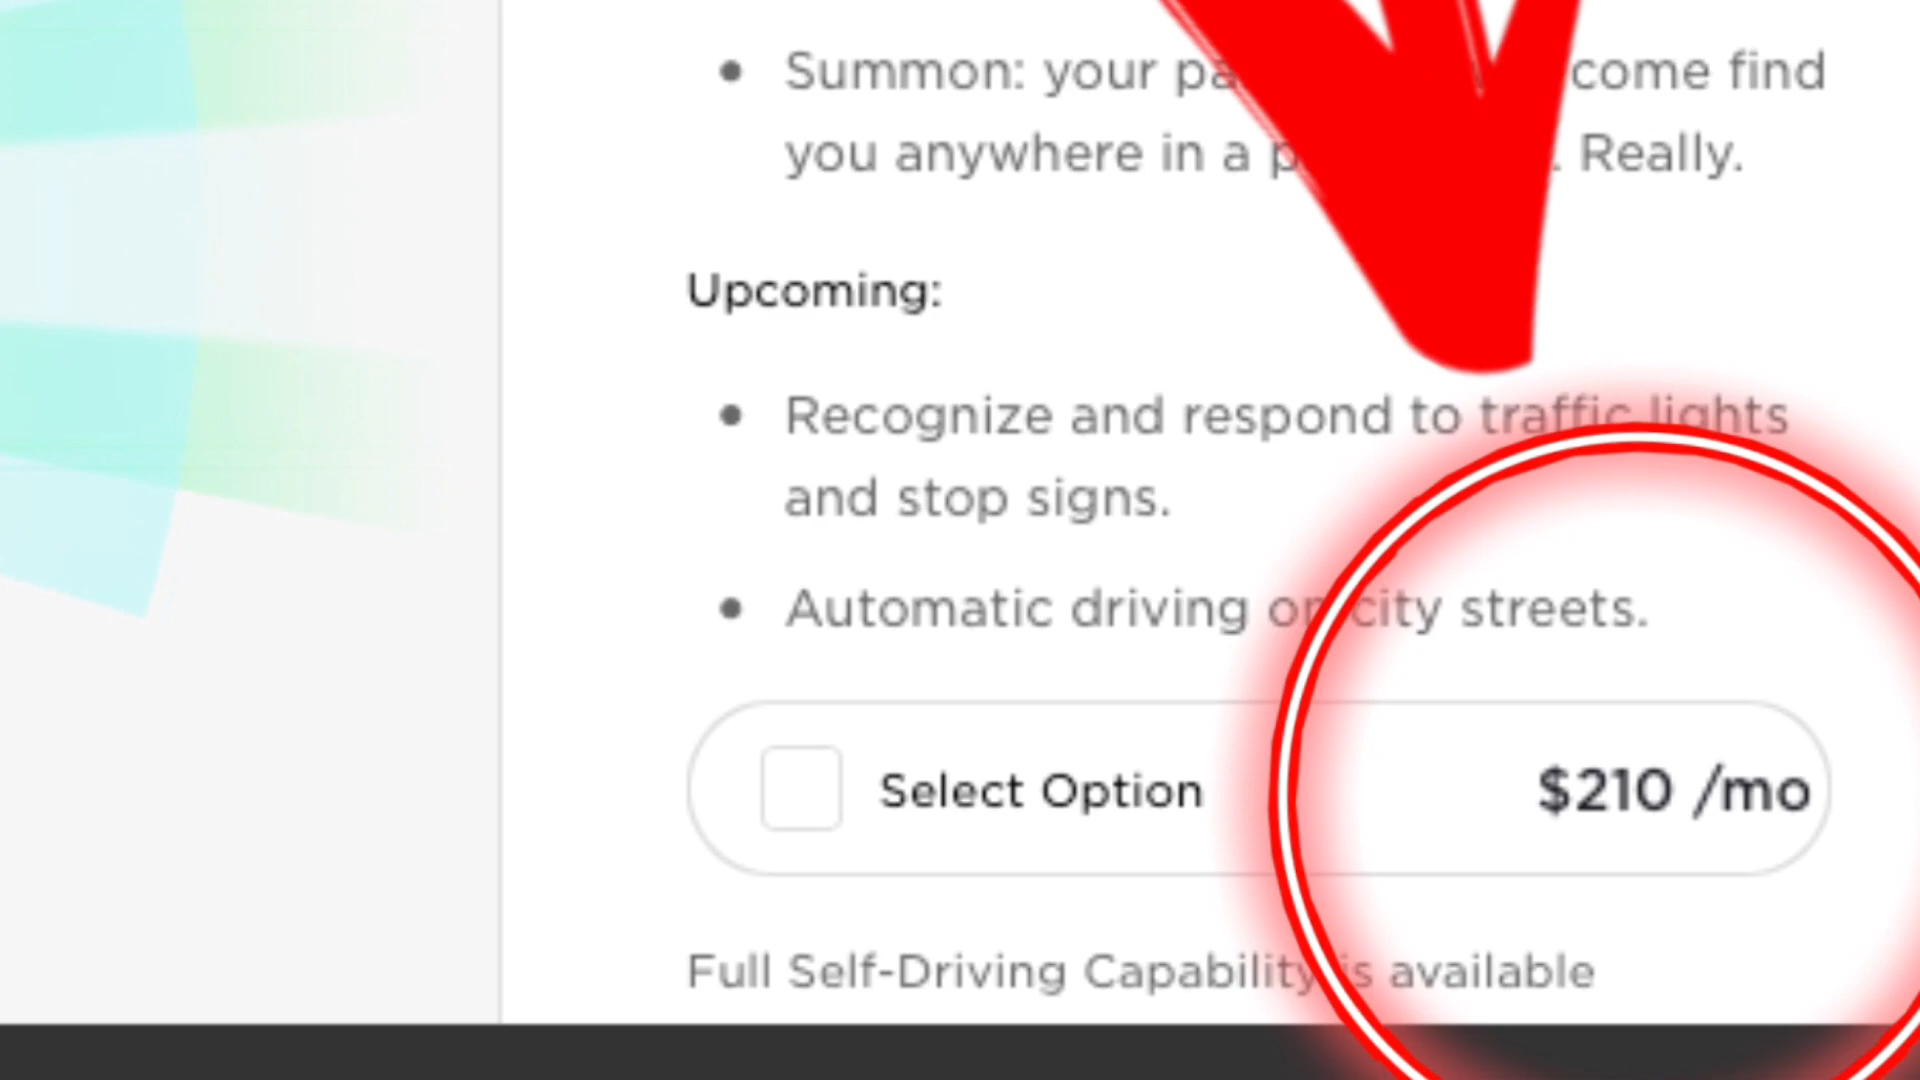 Summon: your come find
you anywhere in a . Really.
Upcoming:
Recognize and respond to traffic lights
and stop signs.
Automatic driving on city streets.
Select Option $210 /mo
Full Self-Driving Capability is available